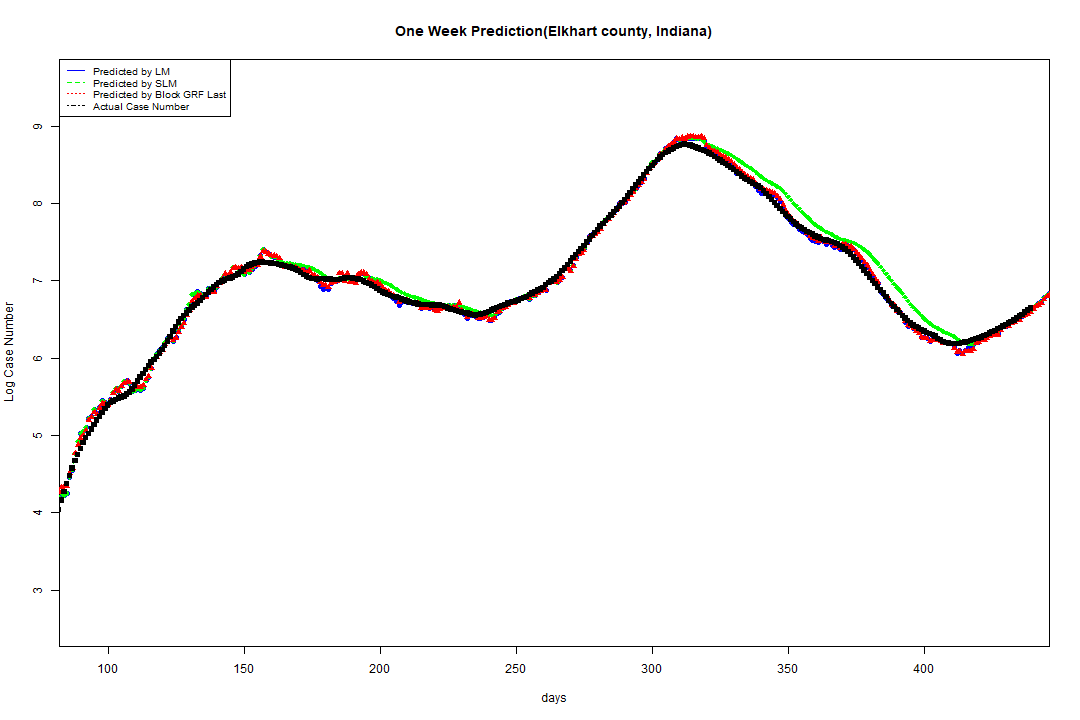 One Week Prediction(Elkhart county, Indiana)
Predicted by LM
Predicted by SLM
Predicted by Block GRF Last
Actual Case Number
9
8
7
6
5
4
3
Log Case Number
100 150 200 250 300 350 400
days